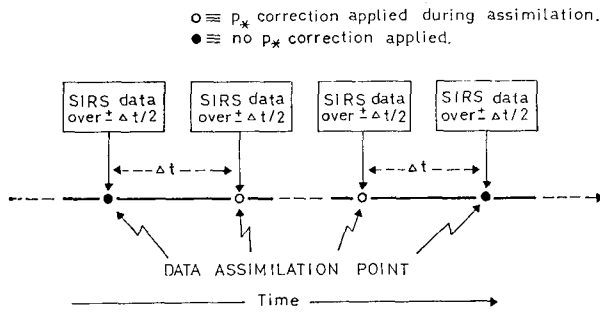 o ≡ p* correction applied during assimilation.
● ≡ no p* correction applied.
SIRS data over ± Δt/2
SIRS data over ± Δt/2
SIRS data over ± Δt/2
SIRS data over ± Δt/2
Δt
Δt
DATA ASSIMILATION POINT
Time